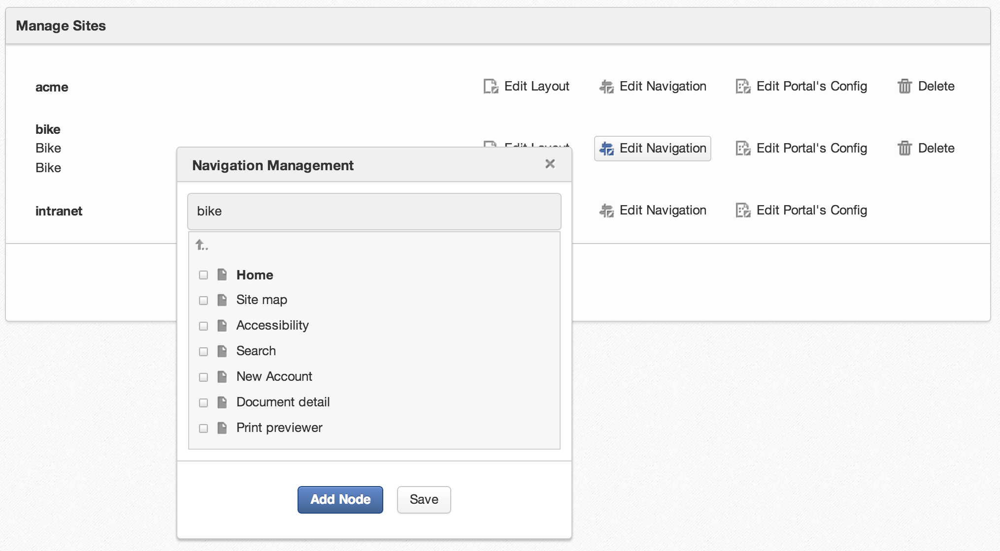 Manage Sites
acme
Edit Layout Edit Navigation Edit Portal's Config Delete
bike
Bike
Edit Layout Edit Navigation Edit Portal's Config Delete
Bike
intranet
Edit Navigation Edit Portal's Config
Navigation Management
bike
..
Home
Site map
Accessibility
Search
New Account
Document detail
Print previewer
Add Node Save